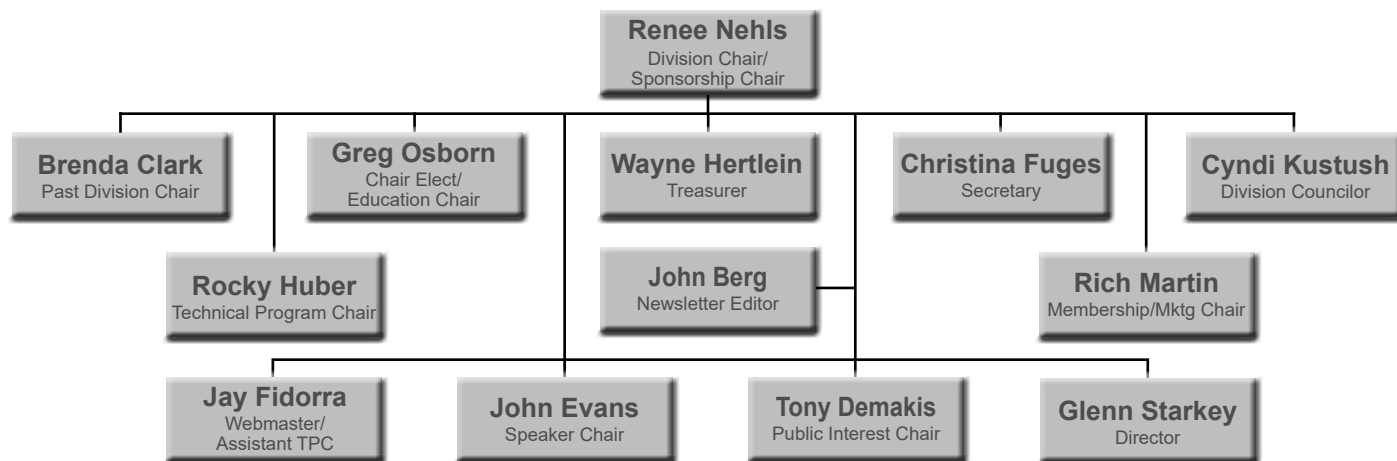 Renee Nehls
Division Chair/
Sponsorship Chair
Brenda Clark
Past Division Chair
Greg Osborn
Chair Elect/
Education Chair
Wayne Hertlein
Treasurer
Christina Fuges
Secretary
Cyndi Kustush
Division Councilor
Rocky Huber
Technical Program Chair
John Berg
Newsletter Editor
Rich Martin
Membership/Mktg Chair
Jay Fidorra
Webmaster/
Assistant TPC
John Evans
Speaker Chair
Tony Demakis
Public Interest Chair
Glenn Starkey
Director